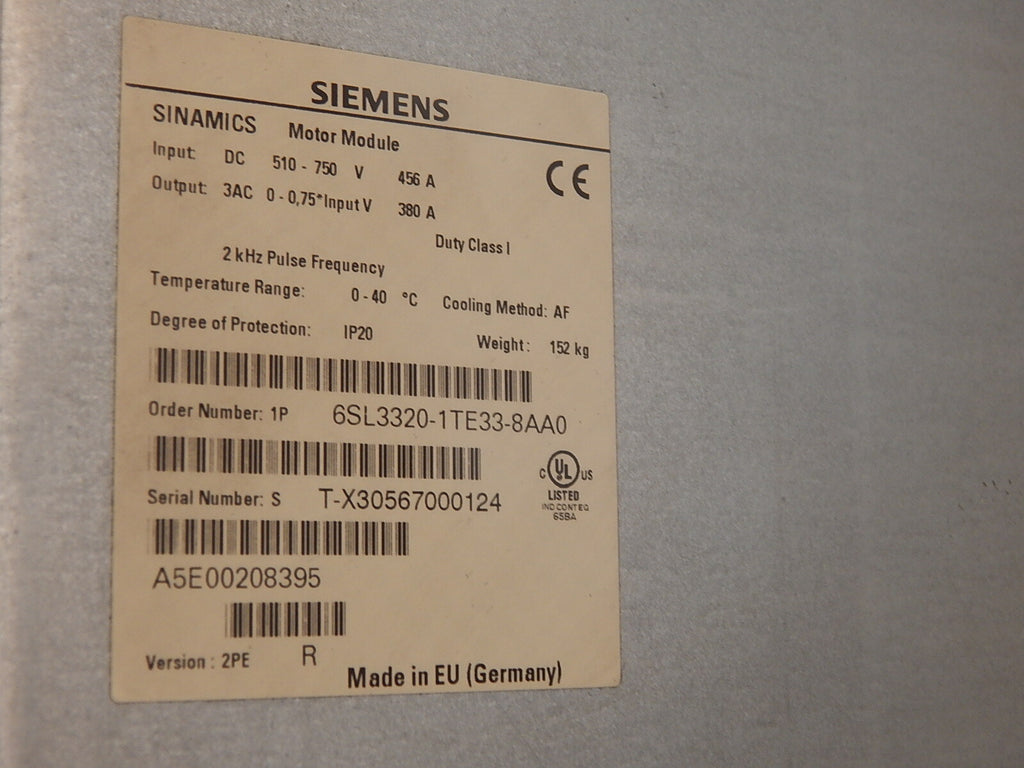 SIEMENS
SINAMICS Motor Module
Input: DC 510 - 750 V 456 A
Output: 3AC 0 - 0,75*Input V 380 A
CE
Duty Class I
2 kHz Pulse Frequency
Temperature Range: 0 - 40 °C Cooling Method: AF
Degree of Protection: IP20 Weight: 152 kg
Order Number: 1P 6SL3320-1TE33-8AA0
Serial Number: S T-X30567000124
C UL US
LISTED
IND CONT EQ
65BA
A5E00208395
Version : 2PE R
Made in EU (Germany)